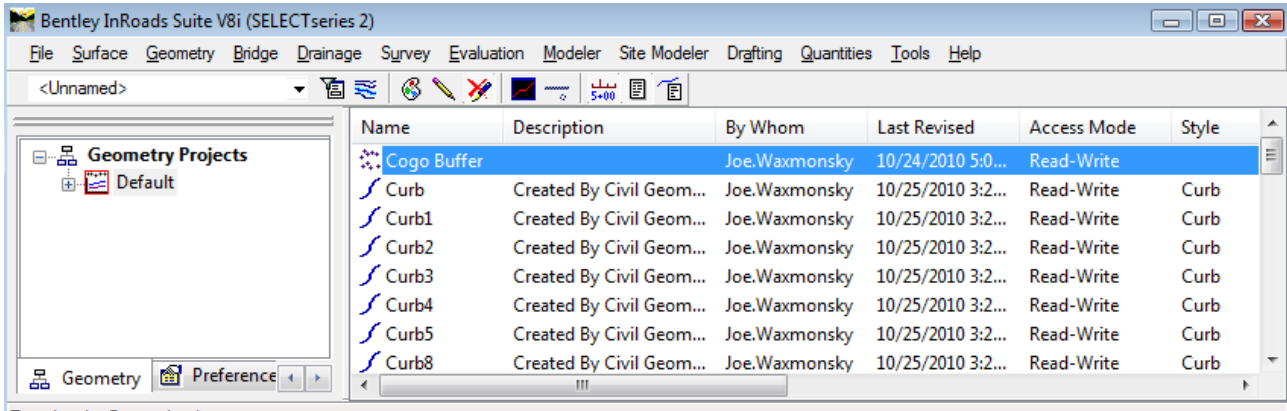 Bentley InRoads Suite V8i (SELECTseries 2)
File Surface Geometry Bridge Drainage Survey Evaluation Modeler Site Modeler Drafting Quantities Tools Help
<Unnamed>
5+00
Name Description By Whom Last Revised Access Mode Style
Geometry Projects
Default
Cogo Buffer Joe.Waxmonsky 10/24/2010 5:0... Read-Write
Curb Created By Civil Geom... Joe.Waxmonsky 10/25/2010 3:2... Read-Write Curb
Curb1 Created By Civil Geom... Joe.Waxmonsky 10/25/2010 3:2... Read-Write Curb
Curb2 Created By Civil Geom... Joe.Waxmonsky 10/25/2010 3:2... Read-Write Curb
Curb3 Created By Civil Geom... Joe.Waxmonsky 10/25/2010 3:2... Read-Write Curb
Curb4 Created By Civil Geom... Joe.Waxmonsky 10/25/2010 3:2... Read-Write Curb
Curb5 Created By Civil Geom... Joe.Waxmonsky 10/25/2010 3:2... Read-Write Curb
Curb8 Created By Civil Geom... Joe.Waxmonsky 10/25/2010 3:2... Read-Write Curb
Geometry Preference